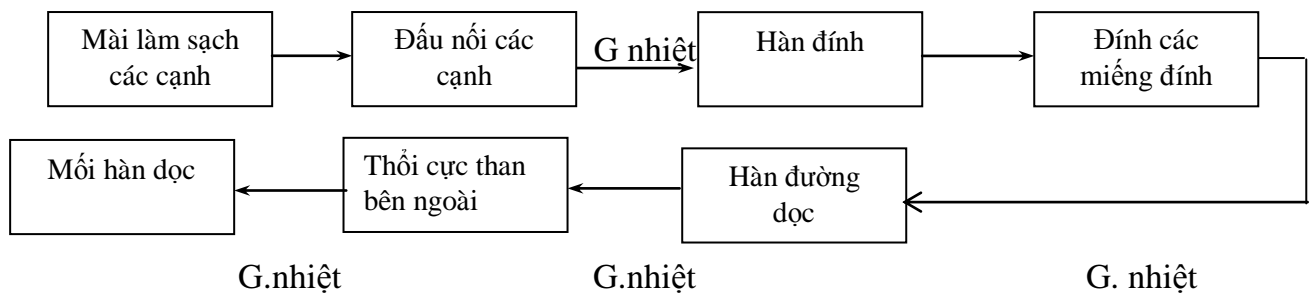 Mài làm sạch
các cạnh
Đấu nối các
cạnh
G nhiệt
Hàn đính
Đính các
miếng đính
Mối hàn dọc
Thổi cực than
bên ngoài
Hàn đường
dọc
G.nhiệt
G.nhiệt
G. nhiệt